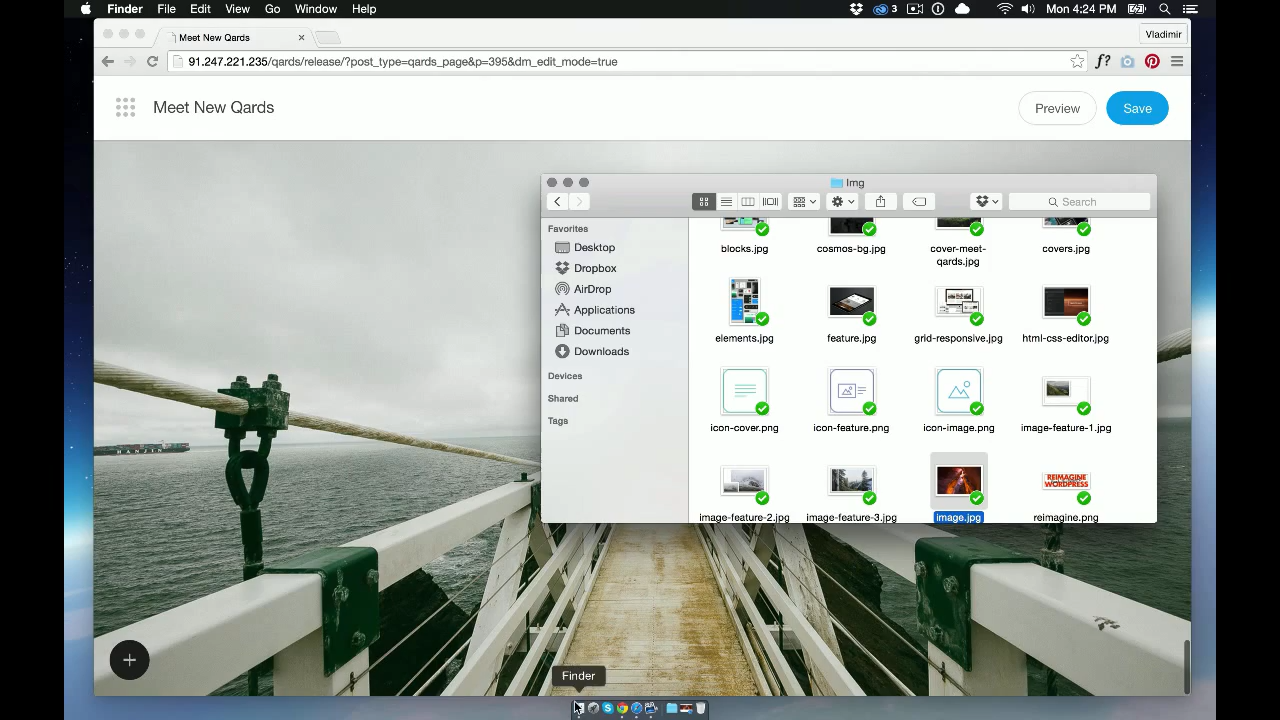 Finder File Edit View Go Window Help 3 Mon 4:24 PM
Meet New Qards Vladimir
91.247.221.235/qards/release/?post_type=qards_page&p=395&dm_edit_mode=true f?
Meet New Qards Preview Save
Img
Search
Favorites
Desktop
Dropbox
AirDrop
Applications
Documents
Downloads
Devices
Shared
Tags
blocks.jpg cosmos-bg.jpg cover-meet-qards.jpg covers.jpg
elements.jpg feature.jpg grid-responsive.jpg html-css-editor.jpg
icon-cover.png icon-feature.png icon-image.png image-feature-1.jpg
REIMAGINE
WORDPRESS
image-feature-2.jpg image-feature-3.jpg image.jpg reimagine.png
HANJIN
Finder